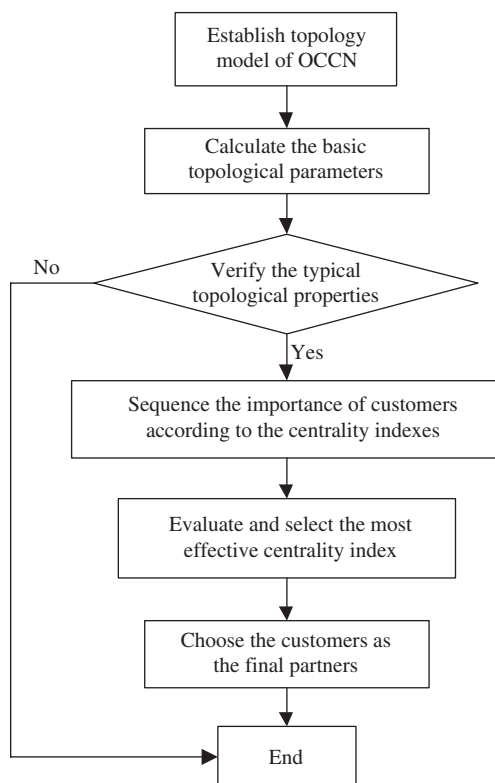 Establish topology
model of OCCN
Calculate the basic
topological parameters
No
Verify the typical
topological properties
Yes
Sequence the importance of customers
according to the centrality indexes
Evaluate and select the most
effective centrality index
Choose the customers as
the final partners
End